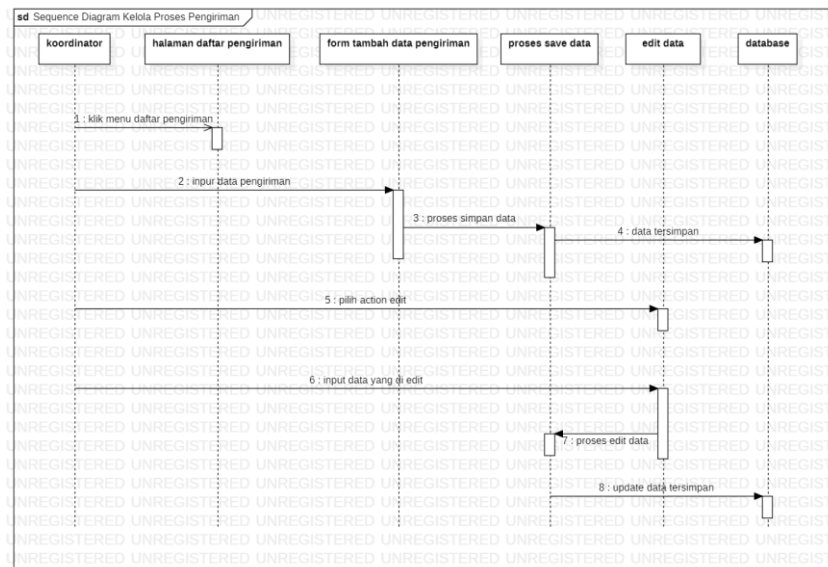 sd Sequence Diagram Kelola Proses Pengiriman
koordinator
halaman daftar pengiriman
form tambah data pengiriman
proses save data
edit data
database
1 : klik menu daftar pengiriman
2 : inpur data pengiriman
3 : proses simpan data
4 : data tersimpan
5 : pilih action edit
6 : input data yang di edit
7 : proses edit data
8 : update data tersimpan
UNREGISTERED